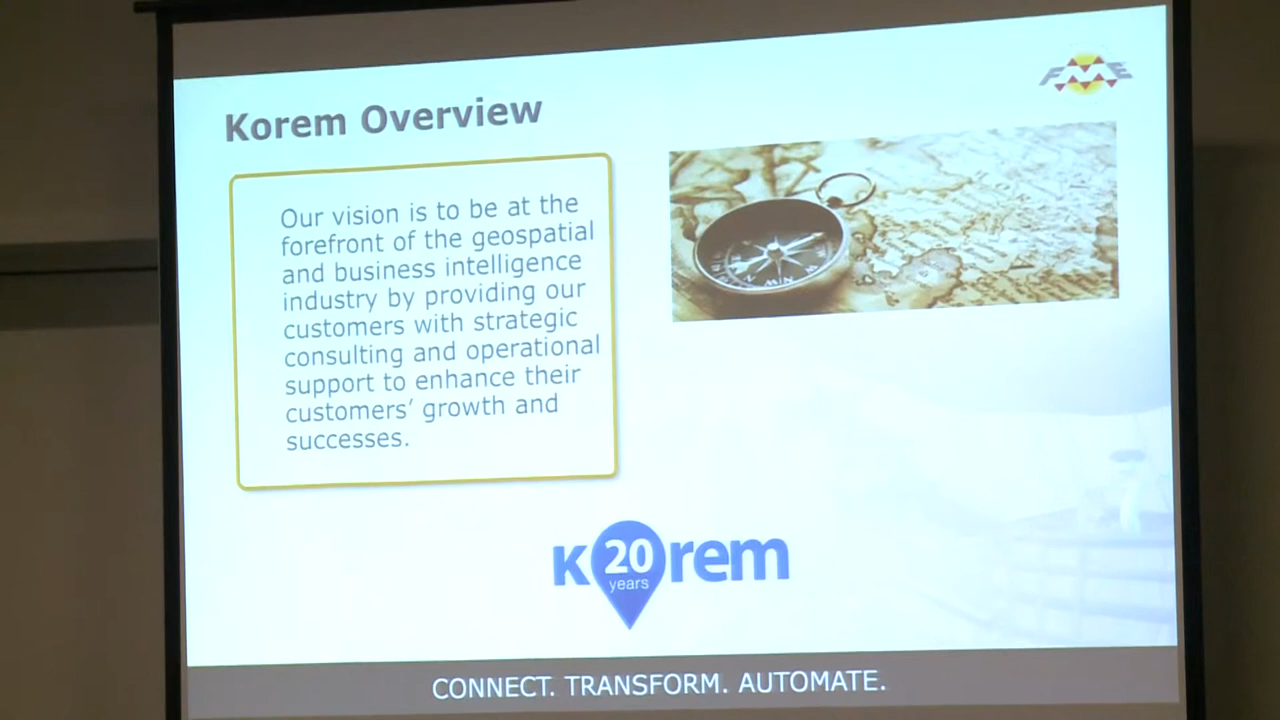 FME
Korem Overview
Our vision is to be at the
forefront of the geospatial
and business intelligence
industry by providing our
customers with strategic
consulting and operational
support to enhance their
customers’ growth and
successes.
K20rem
years
CONNECT. TRANSFORM. AUTOMATE.